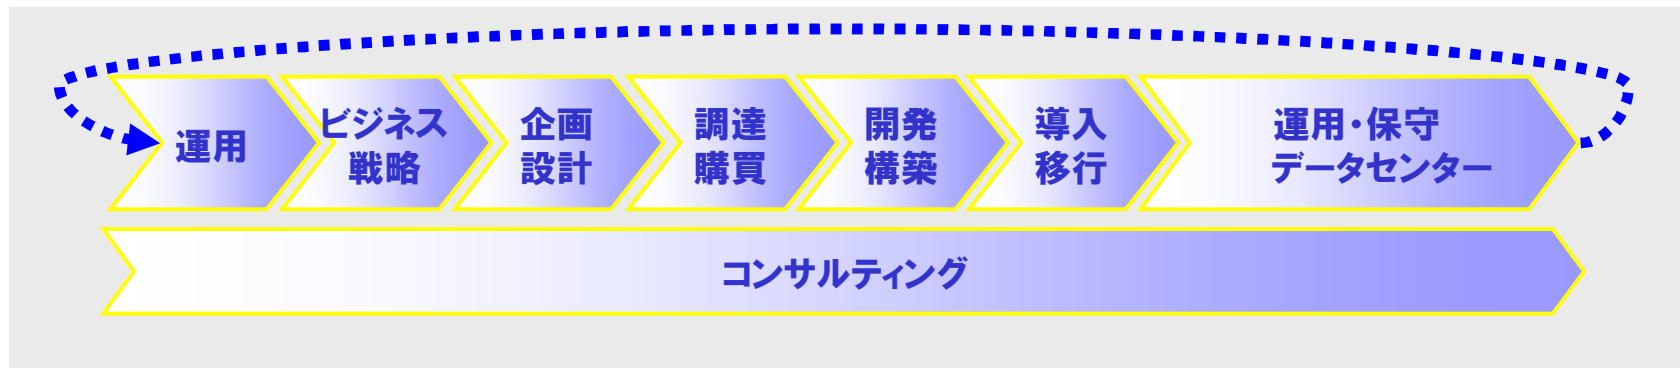 運用
ビジネス
戦略
企画
設計
調達
購買
開発
構築
導入
移行
運用・保守
データセンター
コンサルティング